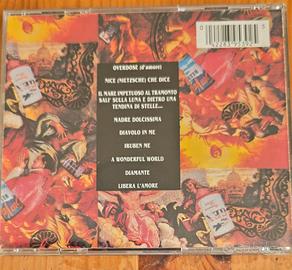 OVERDOSE (d'amore)
NICE (NIETZSCHE) CHE DICE
IL MARE IMPETUOSO AL TRAMONTO
SALI' SULLA LUNA E DIETRO UNA
TENDINA DI STELLE...
MADRE DOLCISSIMA
DIAVOLO IN ME
IRUBEN ME
A WONDERFUL WORLD
DIAMANTE
LIBERA L'AMORE